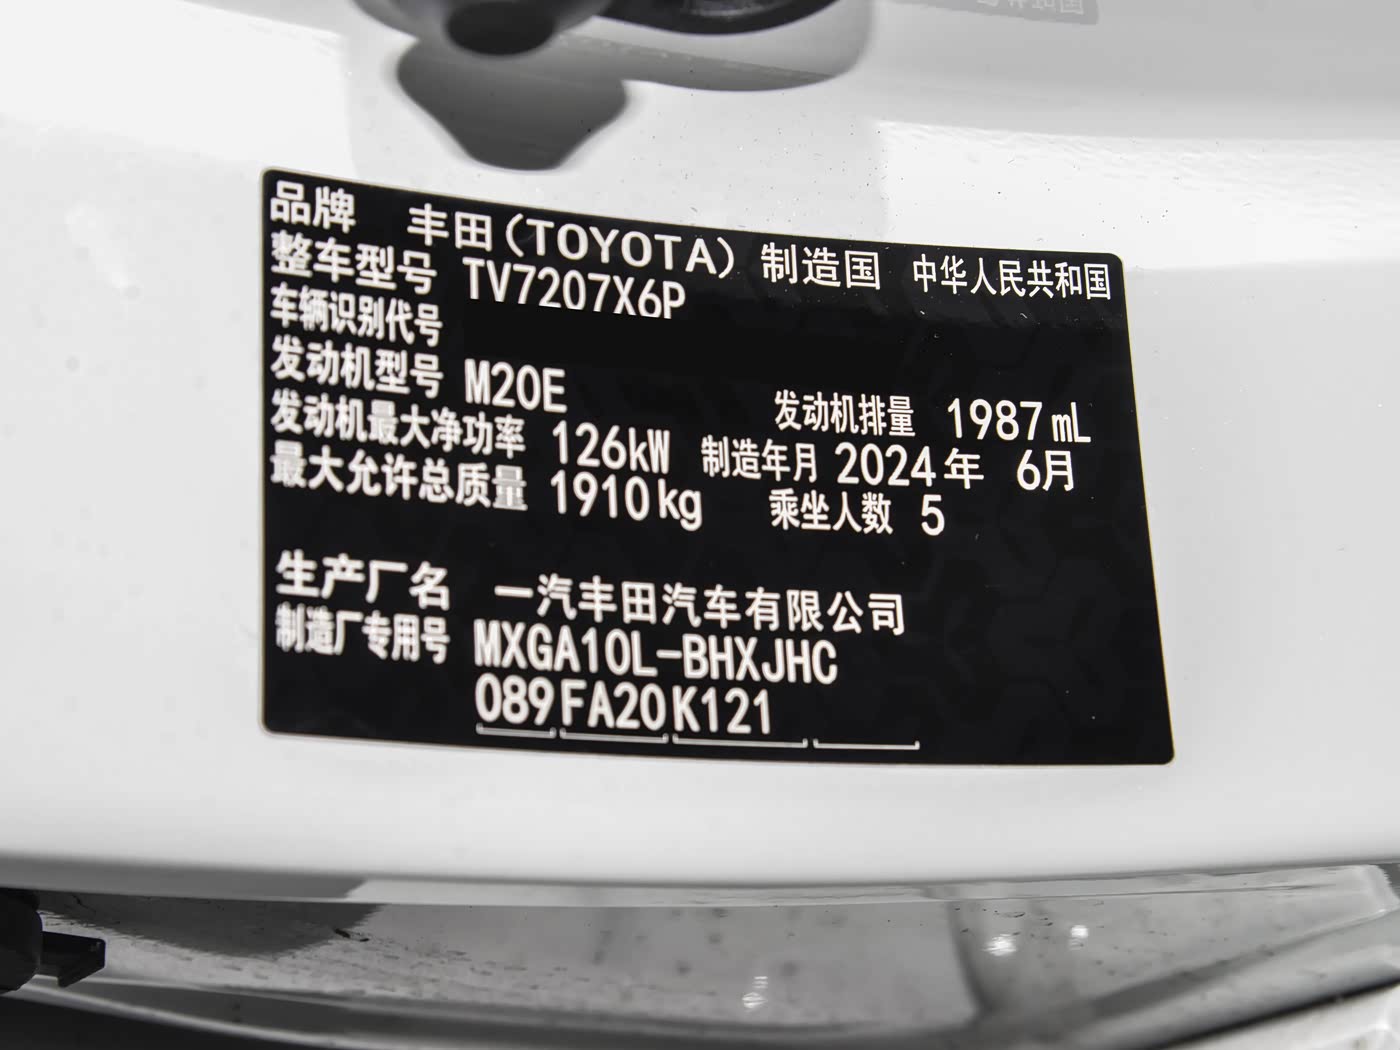 品牌 丰田(TOYOTA) 制造国 中华人民共和国
整车型号 TV7207X6P
车辆识别代号
发动机型号 M20E 发动机排量 1987mL
发动机最大净功率 126kW 制造年月 2024年 6月
最大允许总质量 1910kg 乘坐人数 5
生产厂名 一汽丰田汽车有限公司
制造厂专用号 MXGA10L-BHXJHC
089FA20K121